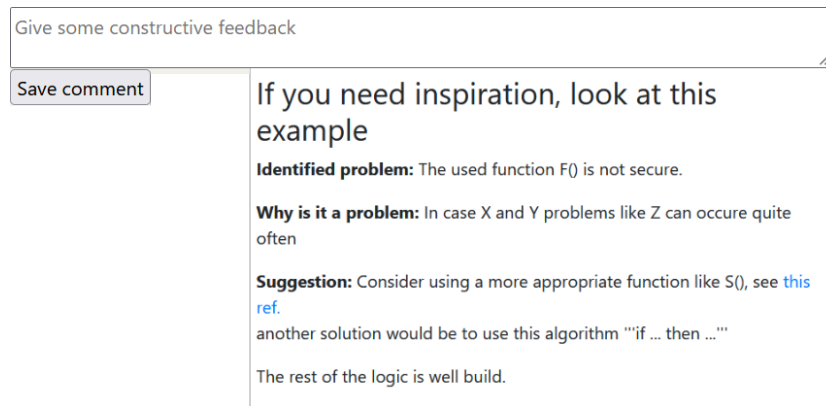 Give some constructive feedback
Save comment
If you need inspiration, look at this
example
Identified problem: The used function F() is not secure.
Why is it a problem: In case X and Y problems like Z can occure quite
often
Suggestion: Consider using a more appropriate function like S(), see this
ref.
another solution would be to use this algorithm '''if ... then ...'''
The rest of the logic is well build.